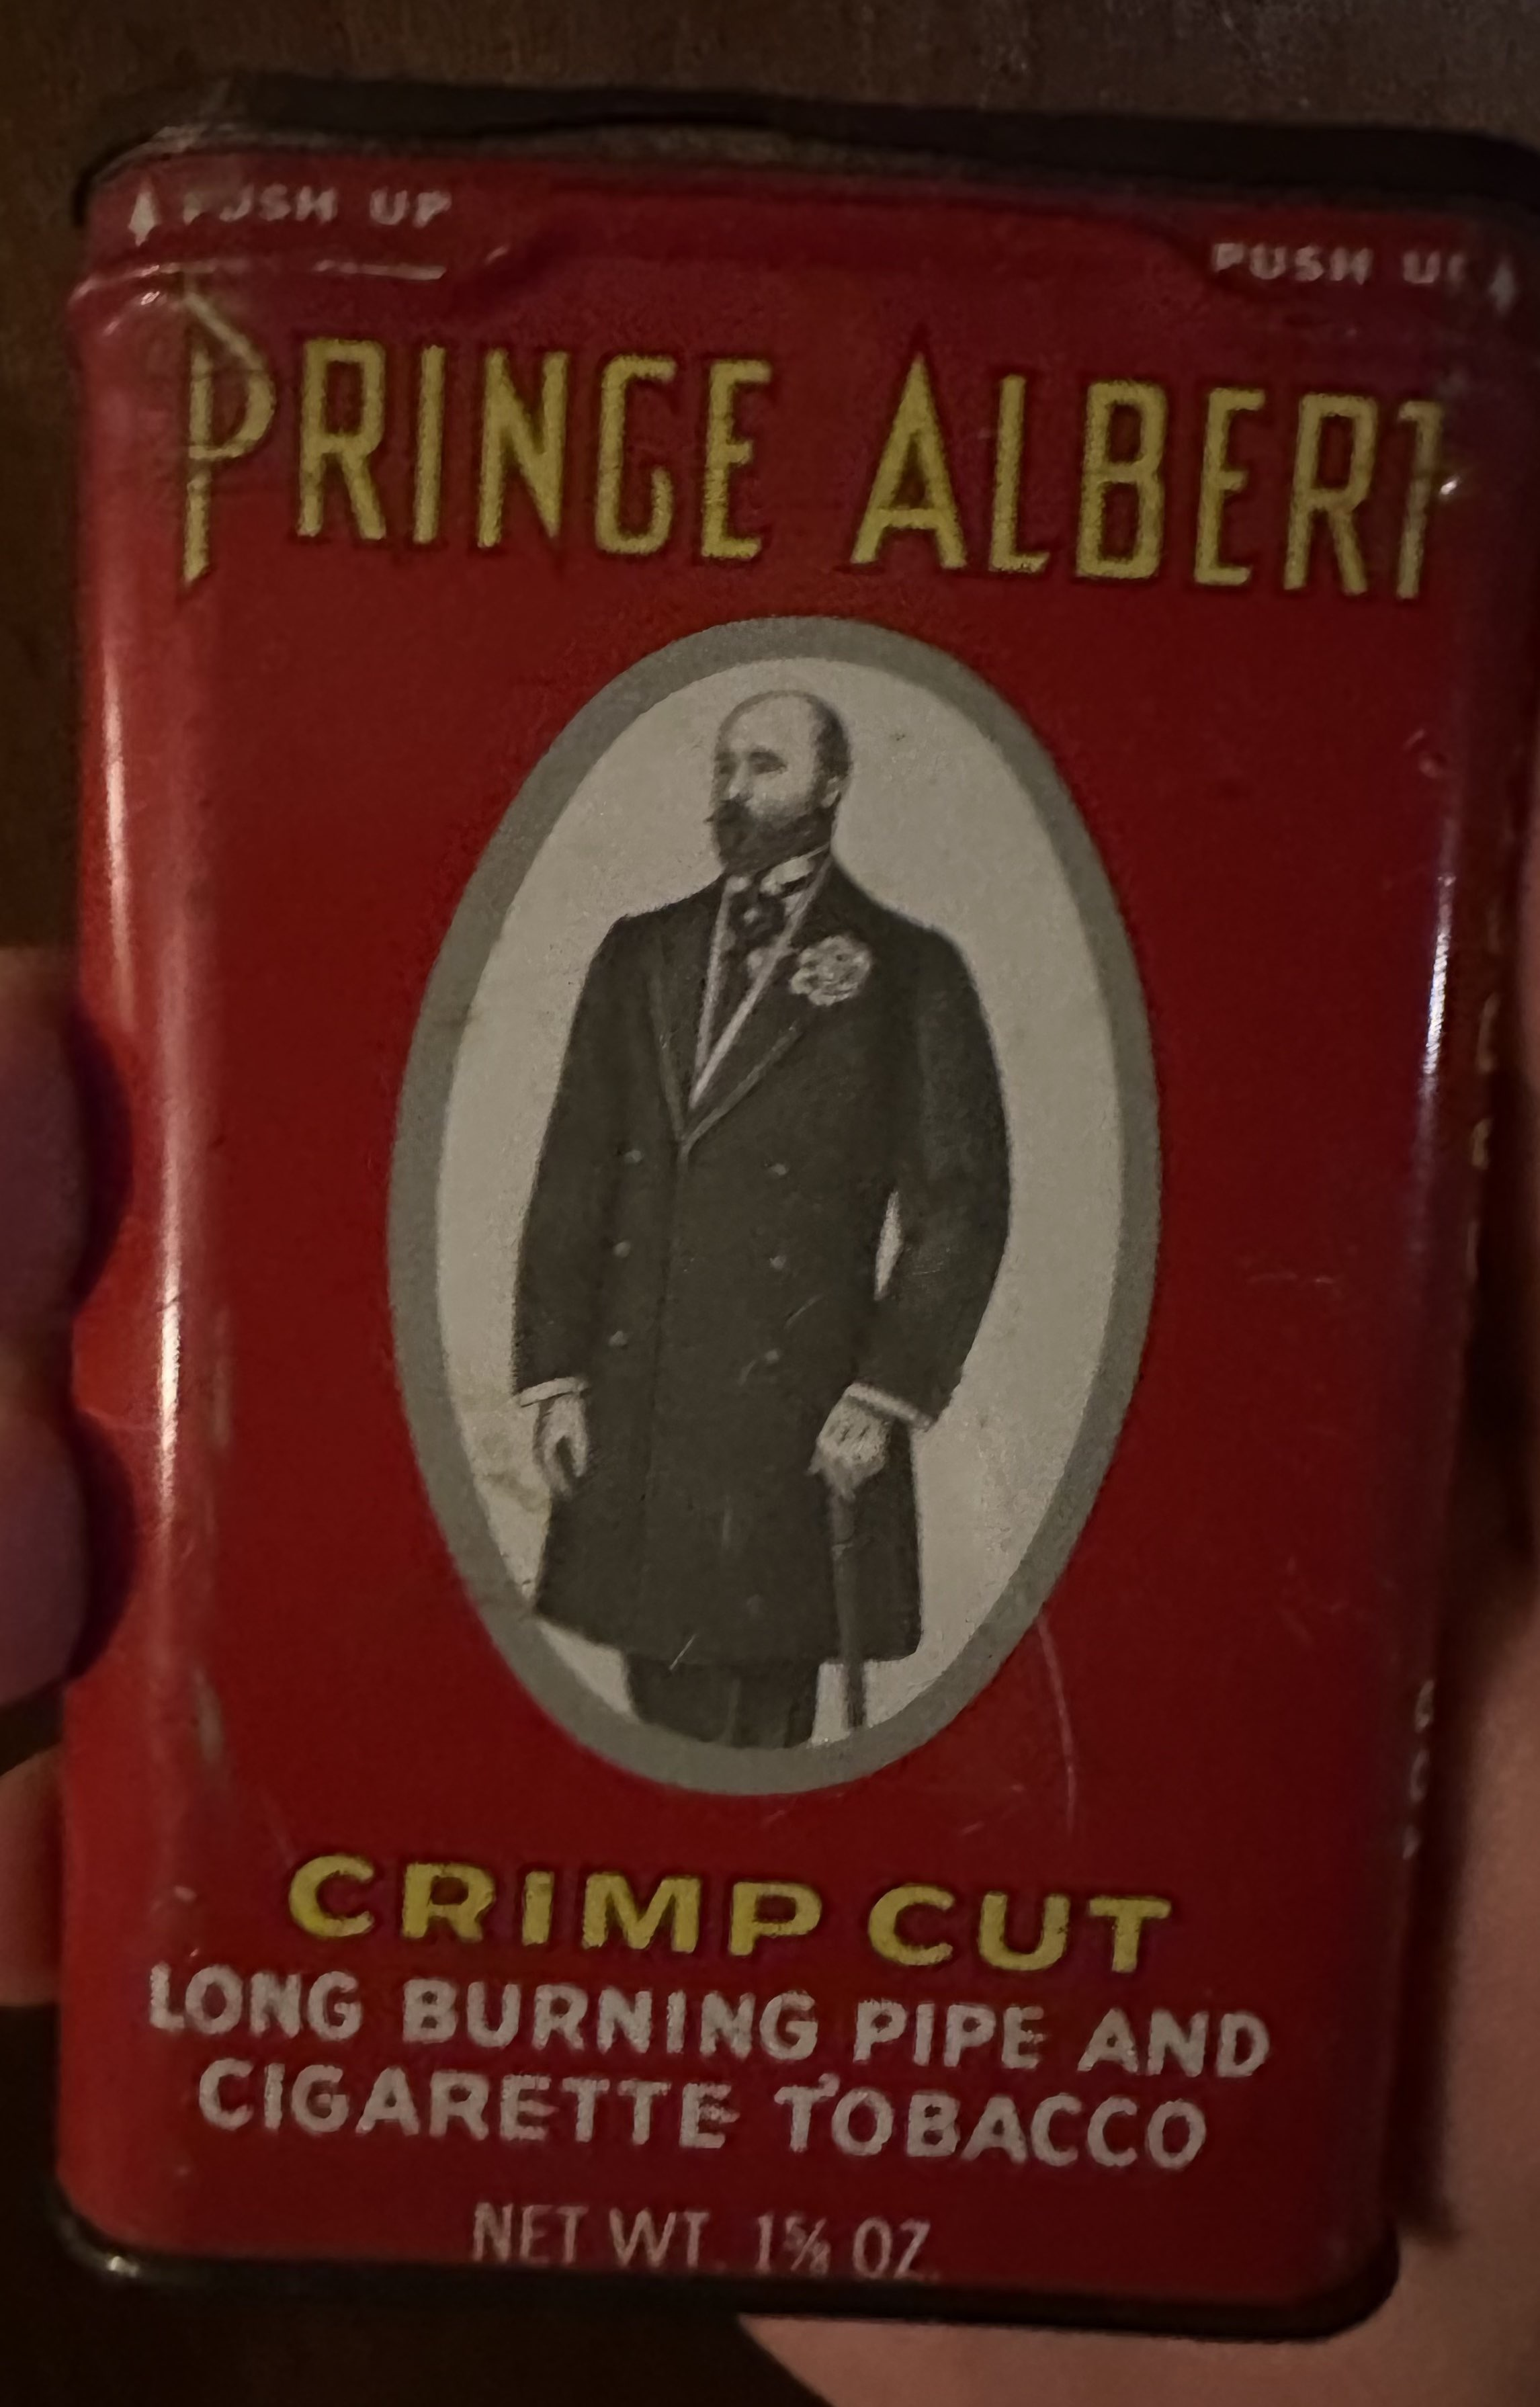 PUSH UP
PUSH UP
PRINCE ALBERT
CRIMP CUT
LONG BURNING PIPE AND
CIGARETTE TOBACCO
NET WT. 1⅝ OZ.